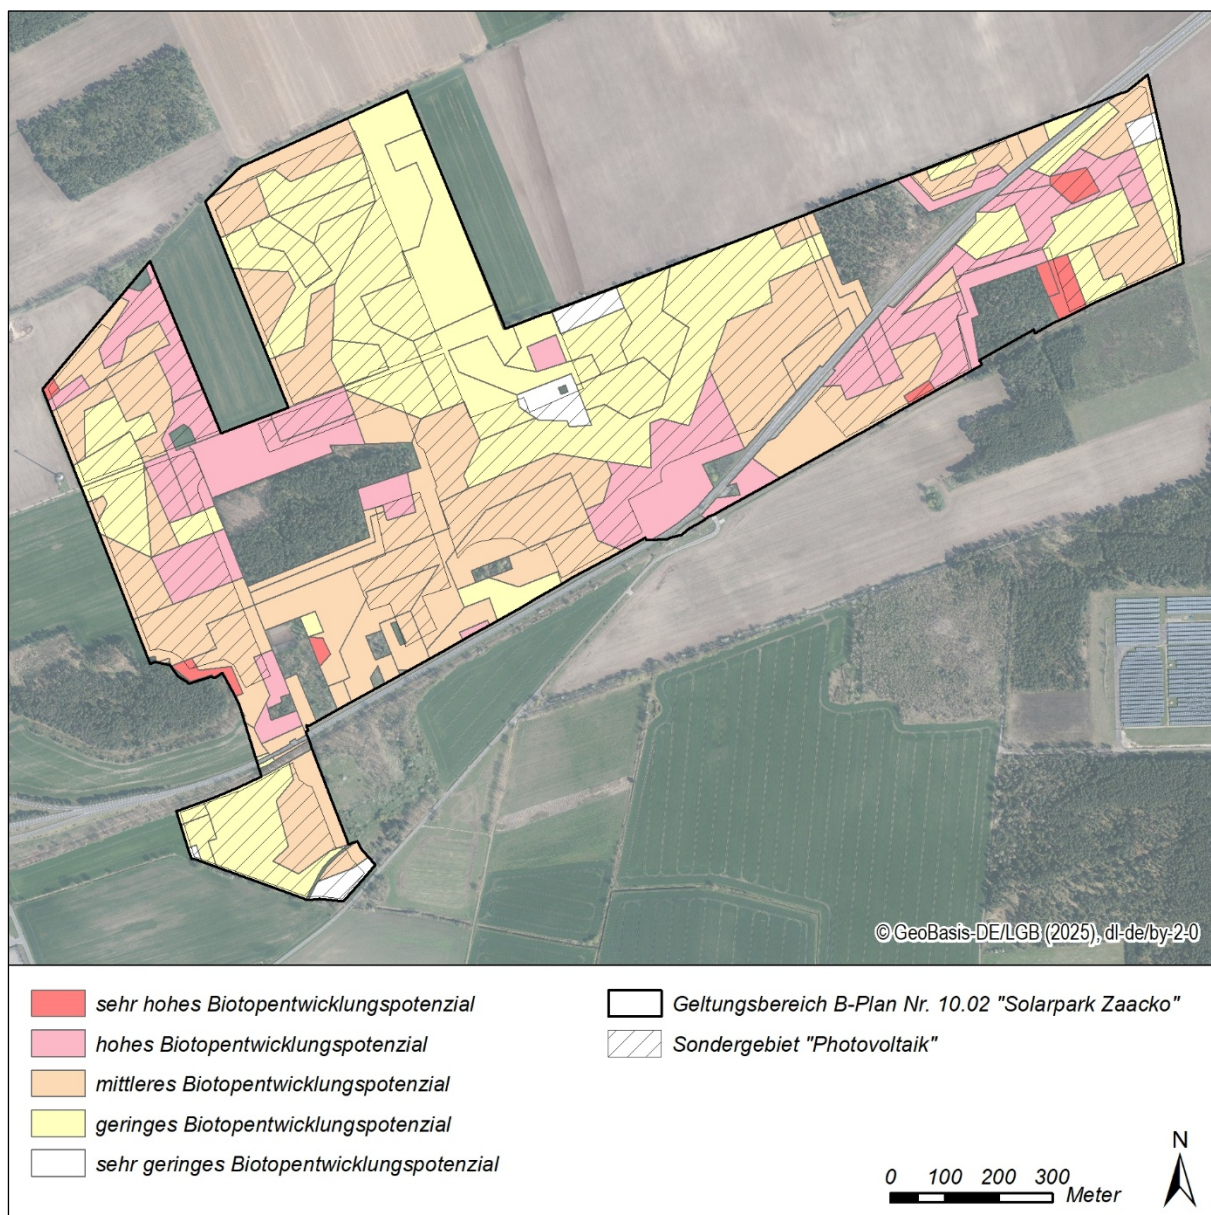 © GeoBasis-DE/LGB (2025), dl-de/by-2-0
sehr hohes Biotopentwicklungspotenzial
hohes Biotopentwicklungspotenzial
mittleres Biotopentwicklungspotenzial
geringes Biotopentwicklungspotenzial
sehr geringes Biotopentwicklungspotenzial
Geltungsbereich B-Plan Nr. 10.02 "Solarpark Zaacko"
Sondergebiet "Photovoltaik"
0 100 200 300
Meter
N